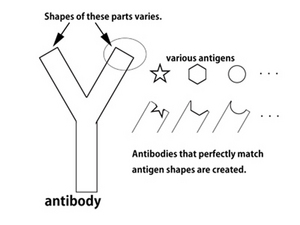 Shapes of these parts varies.
various antigens
. . .
. . .
Antibodies that perfectly match
antigen shapes are created.
antibody